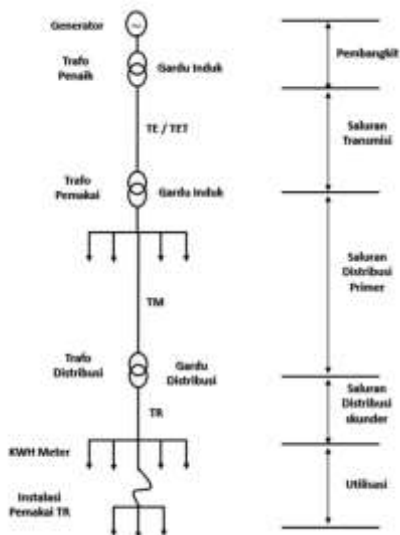 Generator
Pembangkit
Trafo
Penaik
Gardu Induk
TE / TET
Saluran
Transmisi
Trafo
Pemakai
Gardu Induk
Saluran
Distribusi
Primer
TM
Trafo
Distribusi
Gardu
Distribusi
Saluran
Distribusi
skunder
TR
KWH Meter
Instalasi
Pemakai TR
Utilisasi